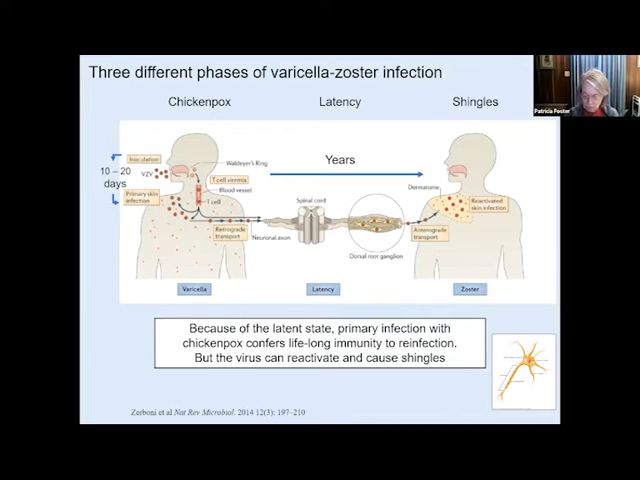 Three different phases of varicella-zoster infection
Patricia Foster
Chickenpox
Latency
Shingles
Inoculation
VZV
10 – 20
days
Primary skin
infection
Waldeyer's Ring
T cell viremia
Blood vessel
T cell
Retrograde
transport
Neuronal axon
Years
Spinal cord
Dorsal root ganglion
Dermatome
Reactivated
skin infection
Anterograde
transport
Varicella
Latency
Zoster
Because of the latent state, primary infection with
chickenpox confers life-long immunity to reinfection.
But the virus can reactivate and cause shingles
Zerboni et al Nat Rev Microbiol. 2014 12(3): 197–210